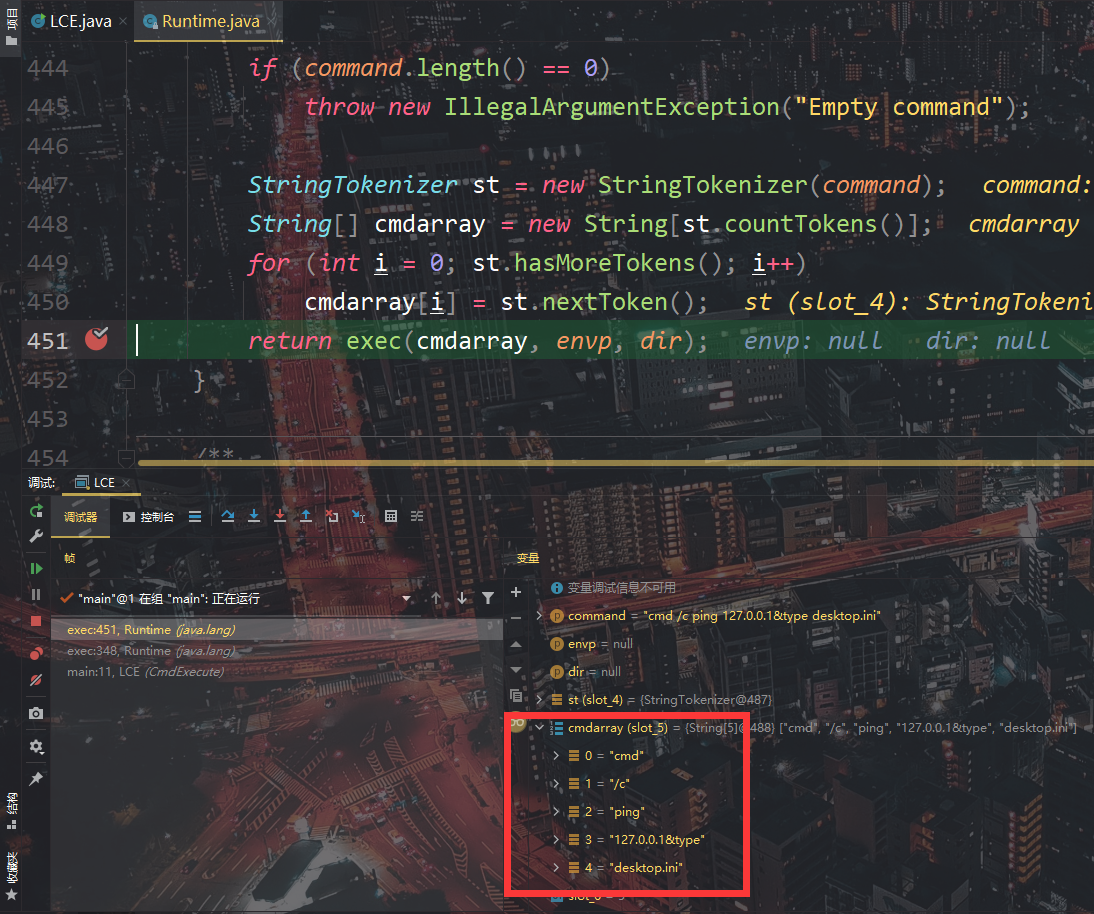 项目
LCE.java
Runtime.java
444 if (command.length() == 0)
445 throw new IllegalArgumentException("Empty command");
446
447 StringTokenizer st = new StringTokenizer(command); command:
448 String[] cmdarray = new String[st.countTokens()]; cmdarray
449 for (int i = 0; st.hasMoreTokens(); i++)
450 cmdarray[i] = st.nextToken(); st (slot_4): StringTokeni
451 return exec(cmdarray, envp, dir); envp: null dir: null
452 }
453
454 /**
调试: LCE
调试器 控制台
帧
变量
"main"@1 在组 "main": 正在运行
exec:451, Runtime (java.lang)
exec:348, Runtime (java.lang)
main:11, LCE (CmdExecute)
变量调试信息不可用
command = "cmd /c ping 127.0.0.1&type desktop.ini"
envp = null
dir = null
st (slot_4) = {StringTokenizer@487}
cmdarray (slot_5) = {String[5]@488} ["cmd", "/c", "ping", "127.0.0.1&type", "desktop.ini"]
0 = "cmd"
1 = "/c"
2 = "ping"
3 = "127.0.0.1&type"
4 = "desktop.ini"
结构
收藏夹